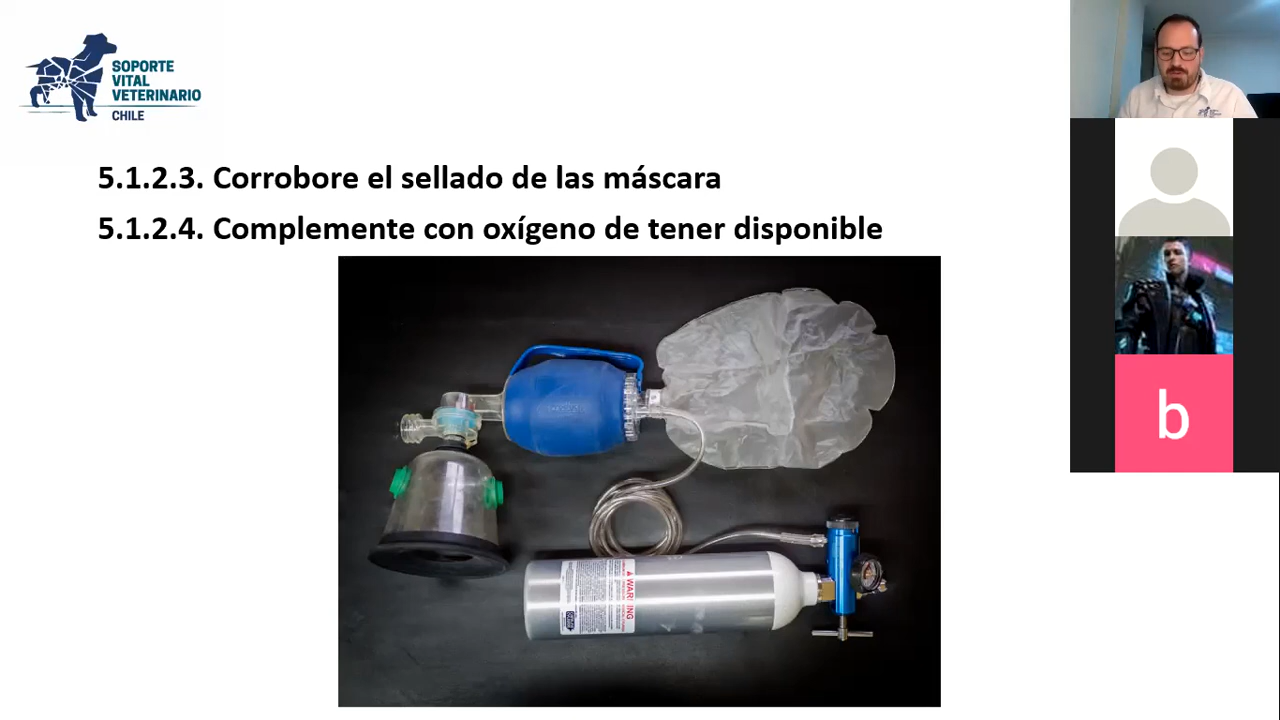 SOPORTE
VITAL
VETERINARIO
CHILE
5.1.2.3. Corrobore el sellado de las máscara
5.1.2.4. Complemente con oxígeno de tener disponible
WARNING
b